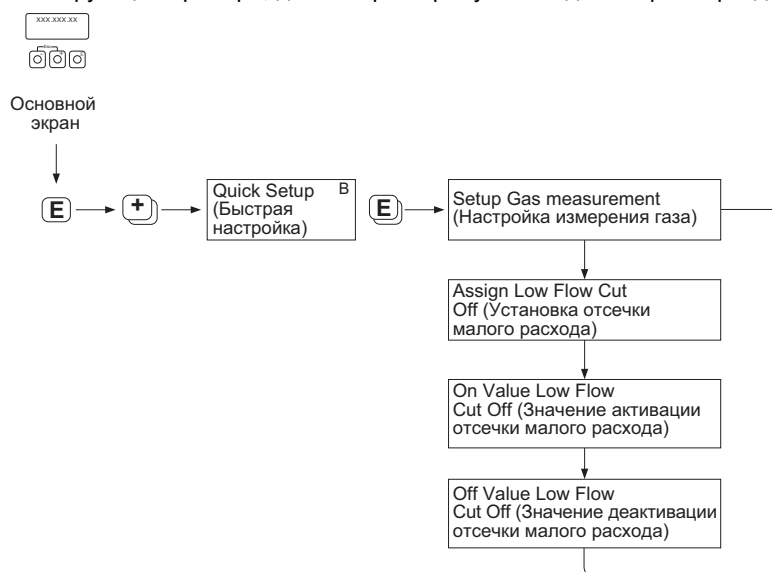 xxx.xxx.xx
Основной
экран
E
+
Quick Setup B
(Быстрая
настройка)
E
Setup Gas measurement
(Настройка измерения газа)
Assign Low Flow Cut
Off (Установка отсечки
малого расхода)
On Value Low Flow
Cut Off (Значение активации
отсечки малого расхода)
Off Value Low Flow
Cut Off (Значение деактивации
отсечки малого расхода)